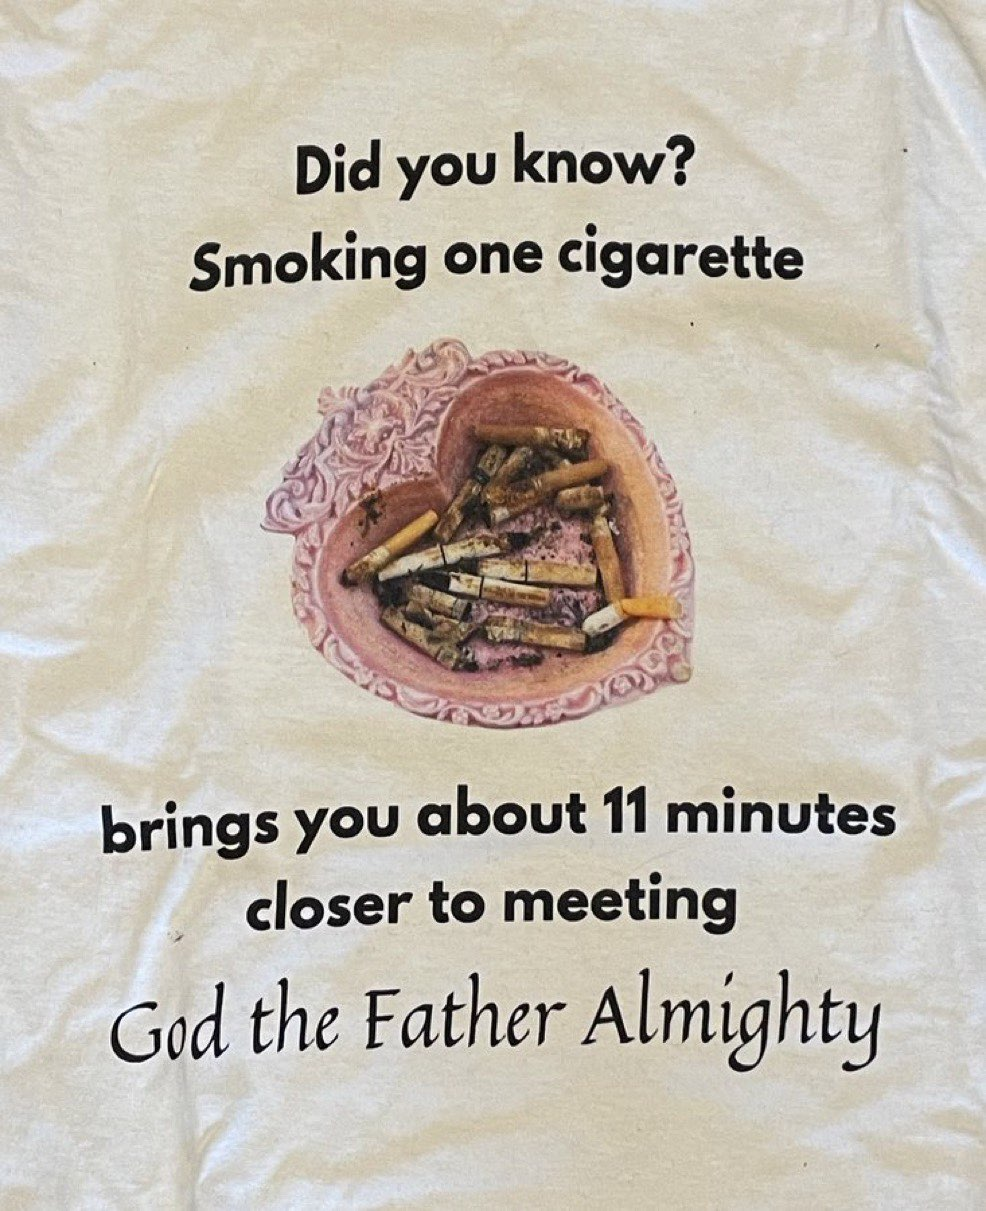 Did you know?
Smoking one cigarette
brings you about 11 minutes
closer to meeting
God the Father Almighty